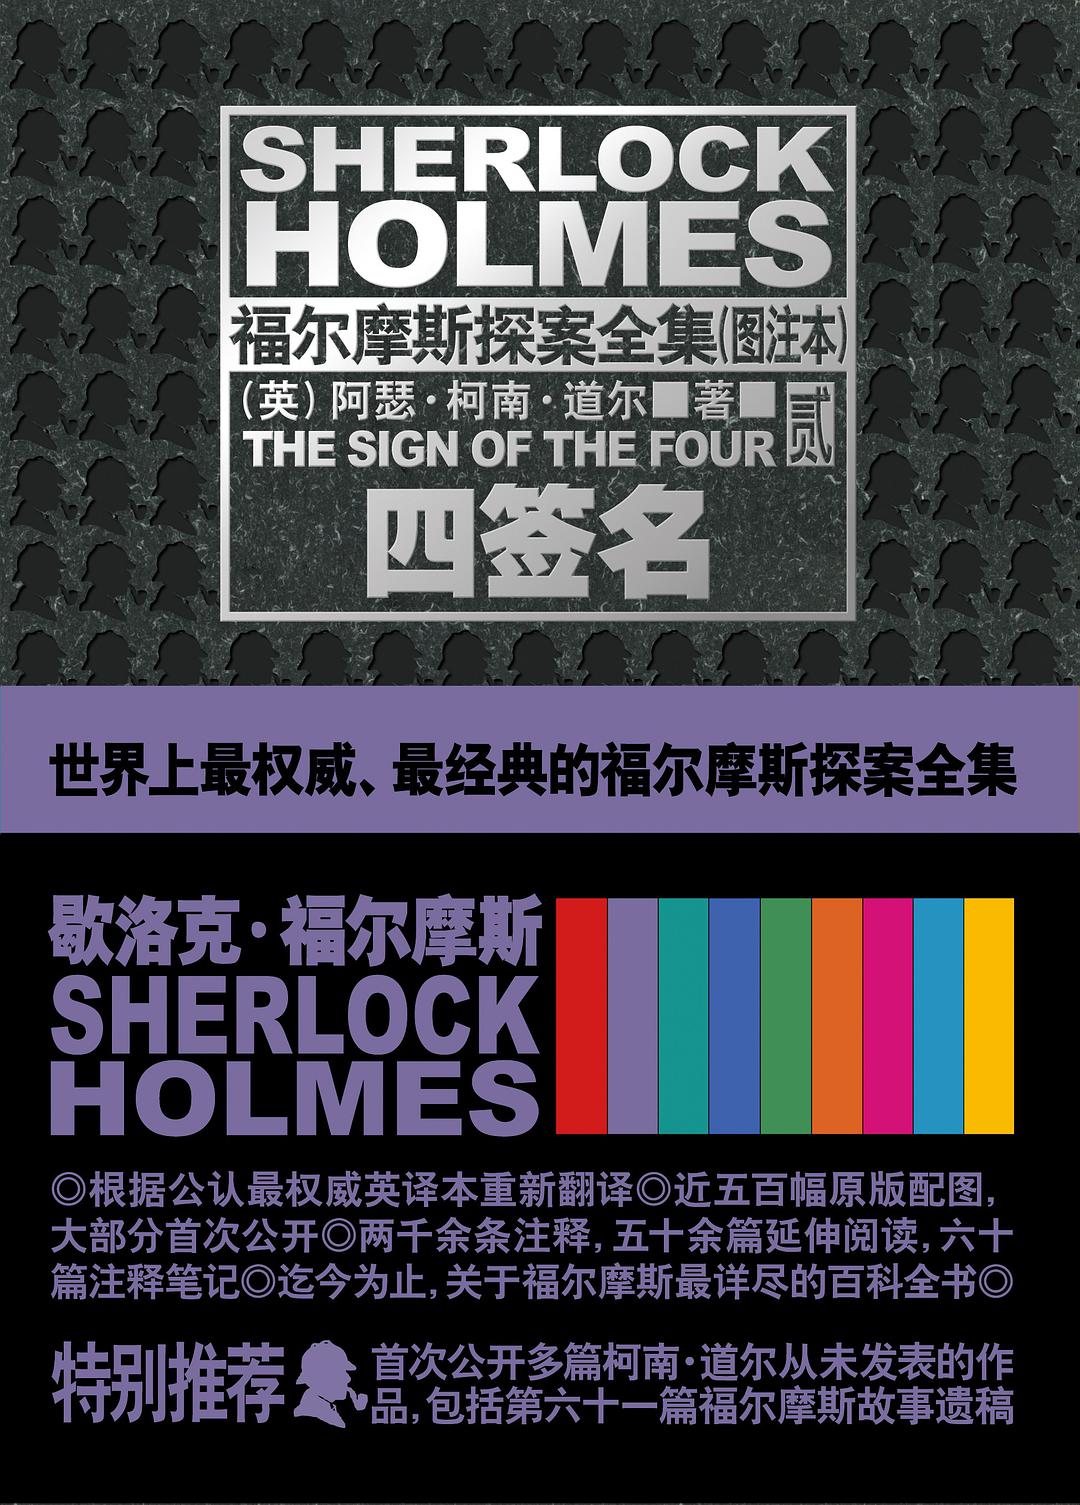 SHERLOCK
HOLMES
福尔摩斯探案全集(图注本)
(英)阿瑟·柯南·道尔■著■
贰
THE SIGN OF THE FOUR
四签名
世界上最权威、最经典的福尔摩斯探案全集
歇洛克·福尔摩斯
SHERLOCK
HOLMES
◎根据公认最权威英译本重新翻译◎近五百幅原版配图,
大部分首次公开◎两千余条注释,五十余篇延伸阅读,六十
篇注释笔记◎迄今为止,关于福尔摩斯最详尽的百科全书◎
特别推荐
首次公开多篇柯南·道尔从未发表的作
品,包括第六十一篇福尔摩斯故事遗稿